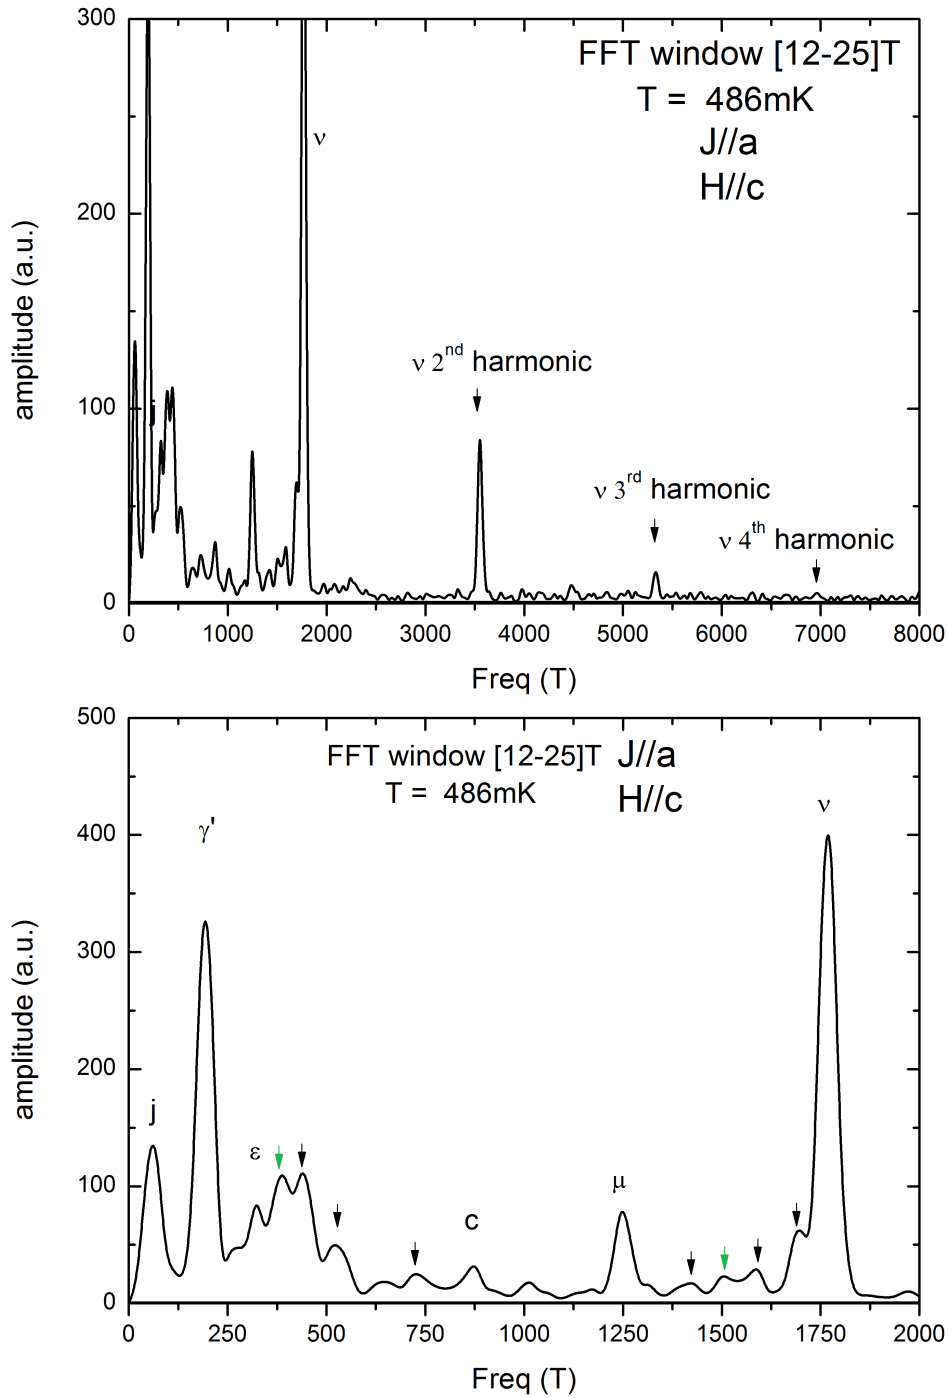 300
200
100
0
amplitude (a.u.)
FFT window [12-25]T
T = 486mK
J//a
H//c
ν
j
ν 2nd harmonic
ν 3rd harmonic
ν 4th harmonic
0 1000 2000 3000 4000 5000 6000 7000 8000
Freq (T)
500
400
300
200
100
0
amplitude (a.u.)
FFT window [12-25]T J//a
T = 486mK H//c
γ'
ν
j
ε
c
μ
0 250 500 750 1000 1250 1500 1750 2000
Freq (T)